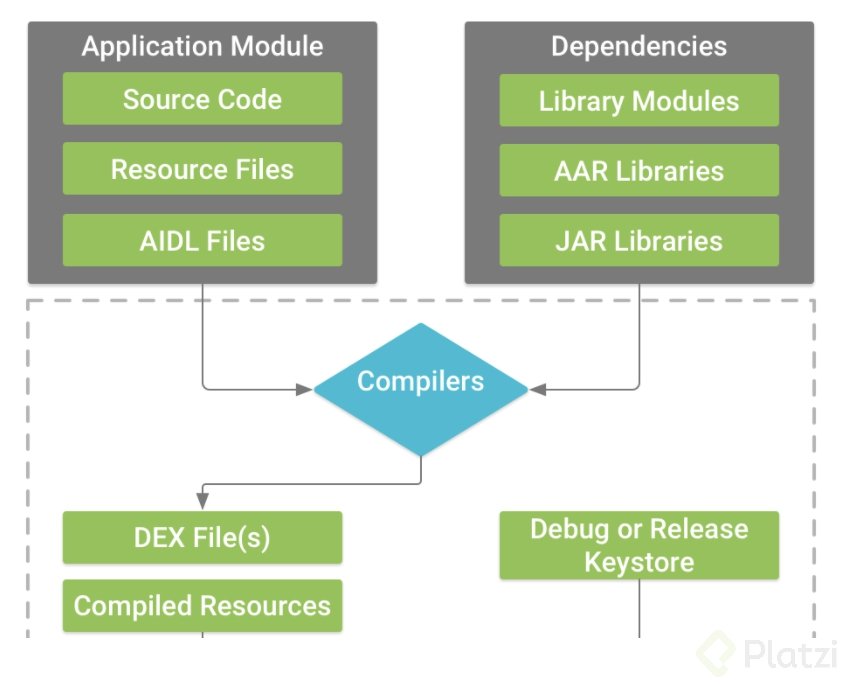 Application Module
Source Code
Resource Files
AIDL Files
Dependencies
Library Modules
AAR Libraries
JAR Libraries
Compilers
DEX File(s)
Compiled Resources
Debug or Release
Keystore
Platzi